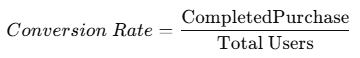 Conversion Rate = CompletedPurchase / Total Users